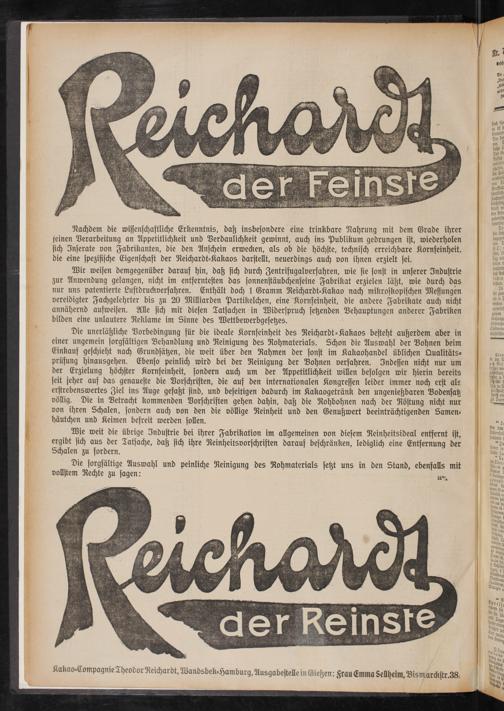 Reichardt
der Feinste
Nachdem die wissenschaftliche Erkenntnis, daß insbesondere eine trinkbare Nahrung mit dem Grade ihrer
feinen Verarbeitung an Appetitlichkeit und Verdaulichkeit gewinnt, auch ins Publikum gedrungen ist, wiederholen
sich Inserate von Fabrikanten, die den Anschein erwecken, als ob die höchste, technisch erreichbare Kornfeinheit,
die eine spezifische Eigenschaft der Reichardt-Kakaos darstellt, neuerdings auch von ihnen erzielt sei.
Wir weisen demgegenüber darauf hin, daß sich durch Zentrifugalverfahren, wie sie sonst in unserer Industrie
zur Anwendung gelangen, nicht im entferntesten das sonnenstäubchenfeine Fabrikat erzielen läßt, wie durch das
nur uns patentierte Luftdruckverfahren. Enthält doch 1 Gramm Reichardt-Kakao nach mikroskopischen Messungen
vereidigter Fachgelehrter bis zu 20 Milliarden Partikelchen, eine Kornfeinheit, die andere Fabrikate auch nicht
annähernd aufweisen. Alle sich mit diesen Tatsachen in Widerspruch setzenden Behauptungen anderer Fabriken
bilden eine unlautere Reklame im Sinne des Wettbewerbgesetzes.
Die unerläßliche Vorbedingung für die ideale Kornfeinheit des Reichardt-Kakaos besteht außerdem aber in
einer ungemein sorgfältigen Behandlung und Reinigung des Rohmaterials. Schon die Auswahl der Bohnen beim
Einkauf geschieht nach Grundsätzen, die weit über den Rahmen der sonst im Kakaohandel üblichen Qualitäts-
prüfung hinausgehen. Ebenso peinlich wird bei der Reinigung der Bohnen verfahren. Indessen nicht nur um
der Erzielung höchster Kornfeinheit, sondern auch um der Appetitlichkeit willen befolgen wir hierin bereits
seit jeher auf das genaueste die Vorschriften, die auf den internationalen Kongressen leider immer noch erst als
erstrebenswertes Ziel ins Auge gefaßt sind, und beseitigen dadurch im Kakaogetränk den ungenießbaren Bodensatz
völlig. Die in Betracht kommenden Vorschriften gehen dahin, daß die Rohbohnen nach der Röstung nicht nur
von ihren Schalen, sondern auch von den die völlige Reinheit und den Genußwert beeinträchtigenden Samen-
häutchen und Keimen befreit werden sollen.
Wie weit die übrige Industrie bei ihrer Fabrikation im allgemeinen von diesem Reinheitsideal entfernt ist,
ergibt sich aus der Tatsache, daß sich ihre Reinheitsvorschriften darauf beschränken, lediglich eine Entfernung der
Schalen zu fordern.
Die sorgfältige Auswahl und peinliche Reinigung des Rohmaterials setzt uns in den Stand, ebenfalls mit
vollstem Rechte zu sagen:
Reichardt
der Reinste
Kakao-Compagnie Theodor Reichardt, Wandsbek-Hamburg, Ausgabestelle in Gießen: Frau Emma Sellheim, Bismarckstr. 38.